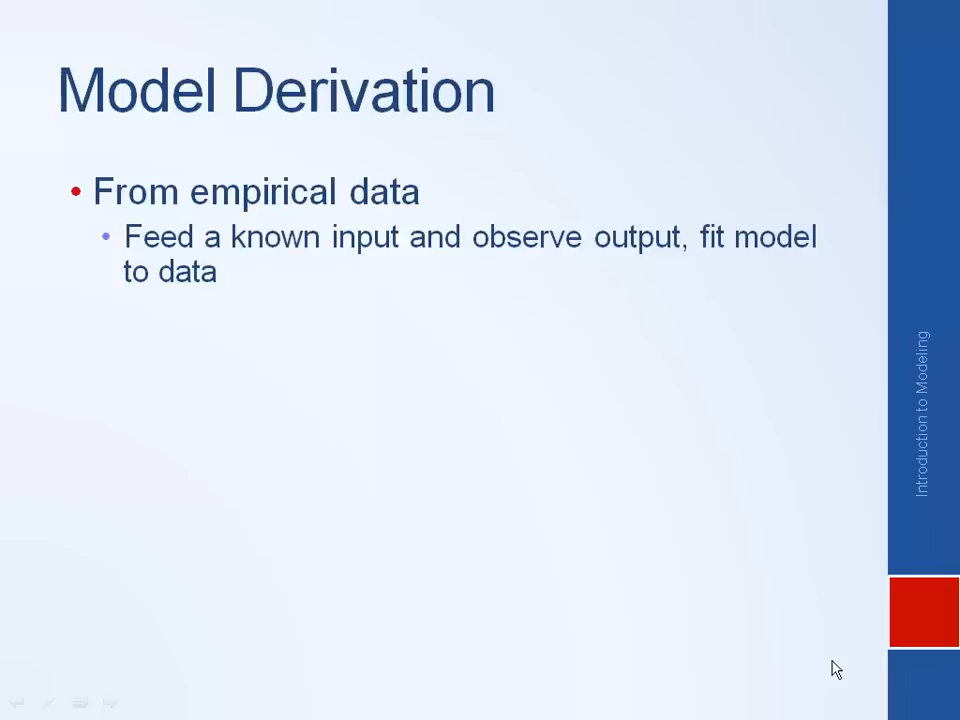 Model Derivation
• From empirical data
• Feed a known input and observe output, fit model
to data
Introduction to Modeling